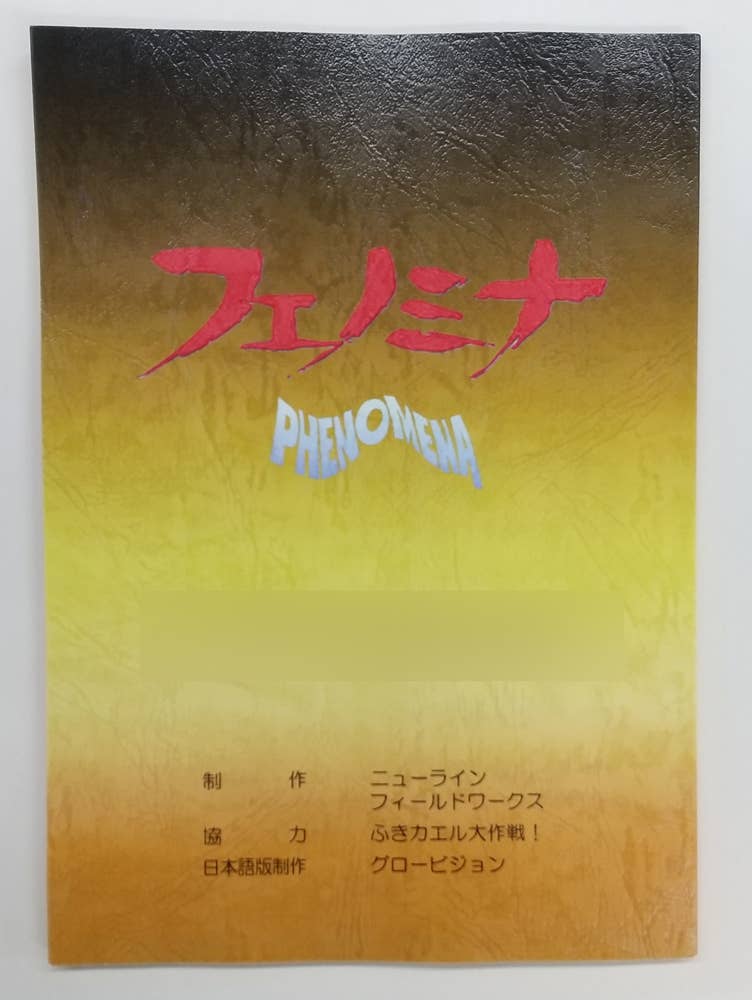 フェノミナ
PHENOMENA
制作 ニューライン
フィールドワークス
協力 ふきカエル大作戦！
日本語版制作 グロービジョン